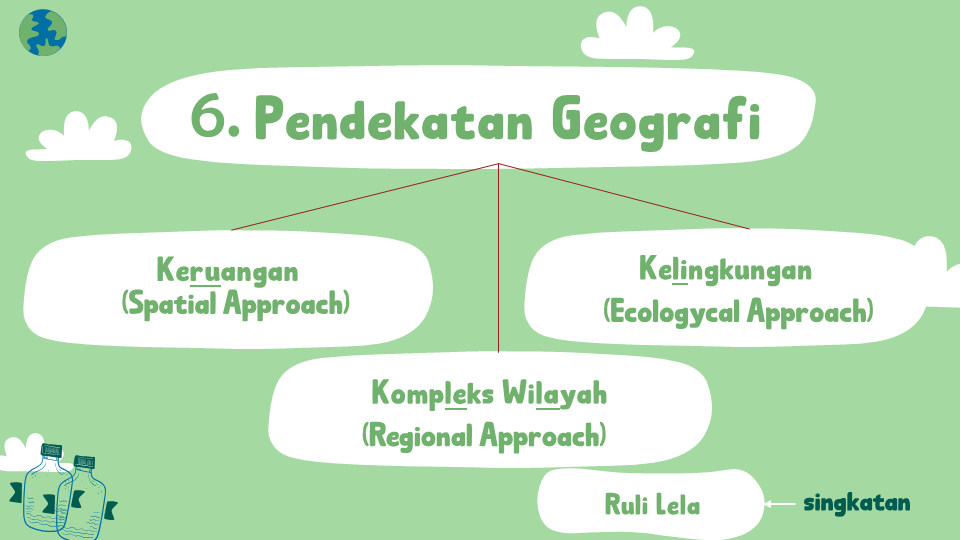 6. Pendekatan Geografi
Keruangan
(Spatial Approach)
Kelingkungan
(Ecologycal Approach)
Kompleks Wilayah
(Regional Approach)
Ruli Lela
singkatan